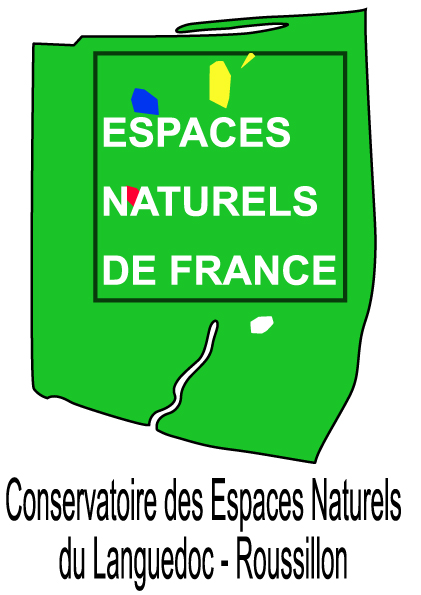 ESPACES
NATURELS
DE FRANCE
Conservatoire des Espaces Naturels
du Languedoc - Roussillon